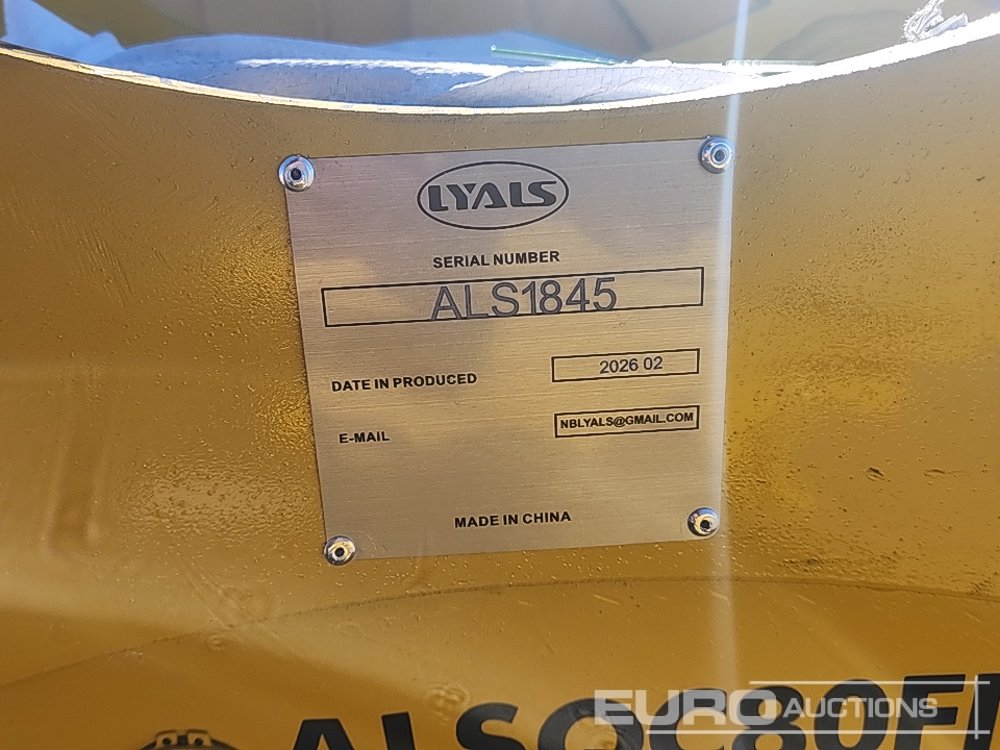 LYALS
SERIAL NUMBER
ALS1845
DATE IN PRODUCED
2026 02
E-MAIL
NBLYALS@GMAIL.COM
MADE IN CHINA
EURO AUCTIONS